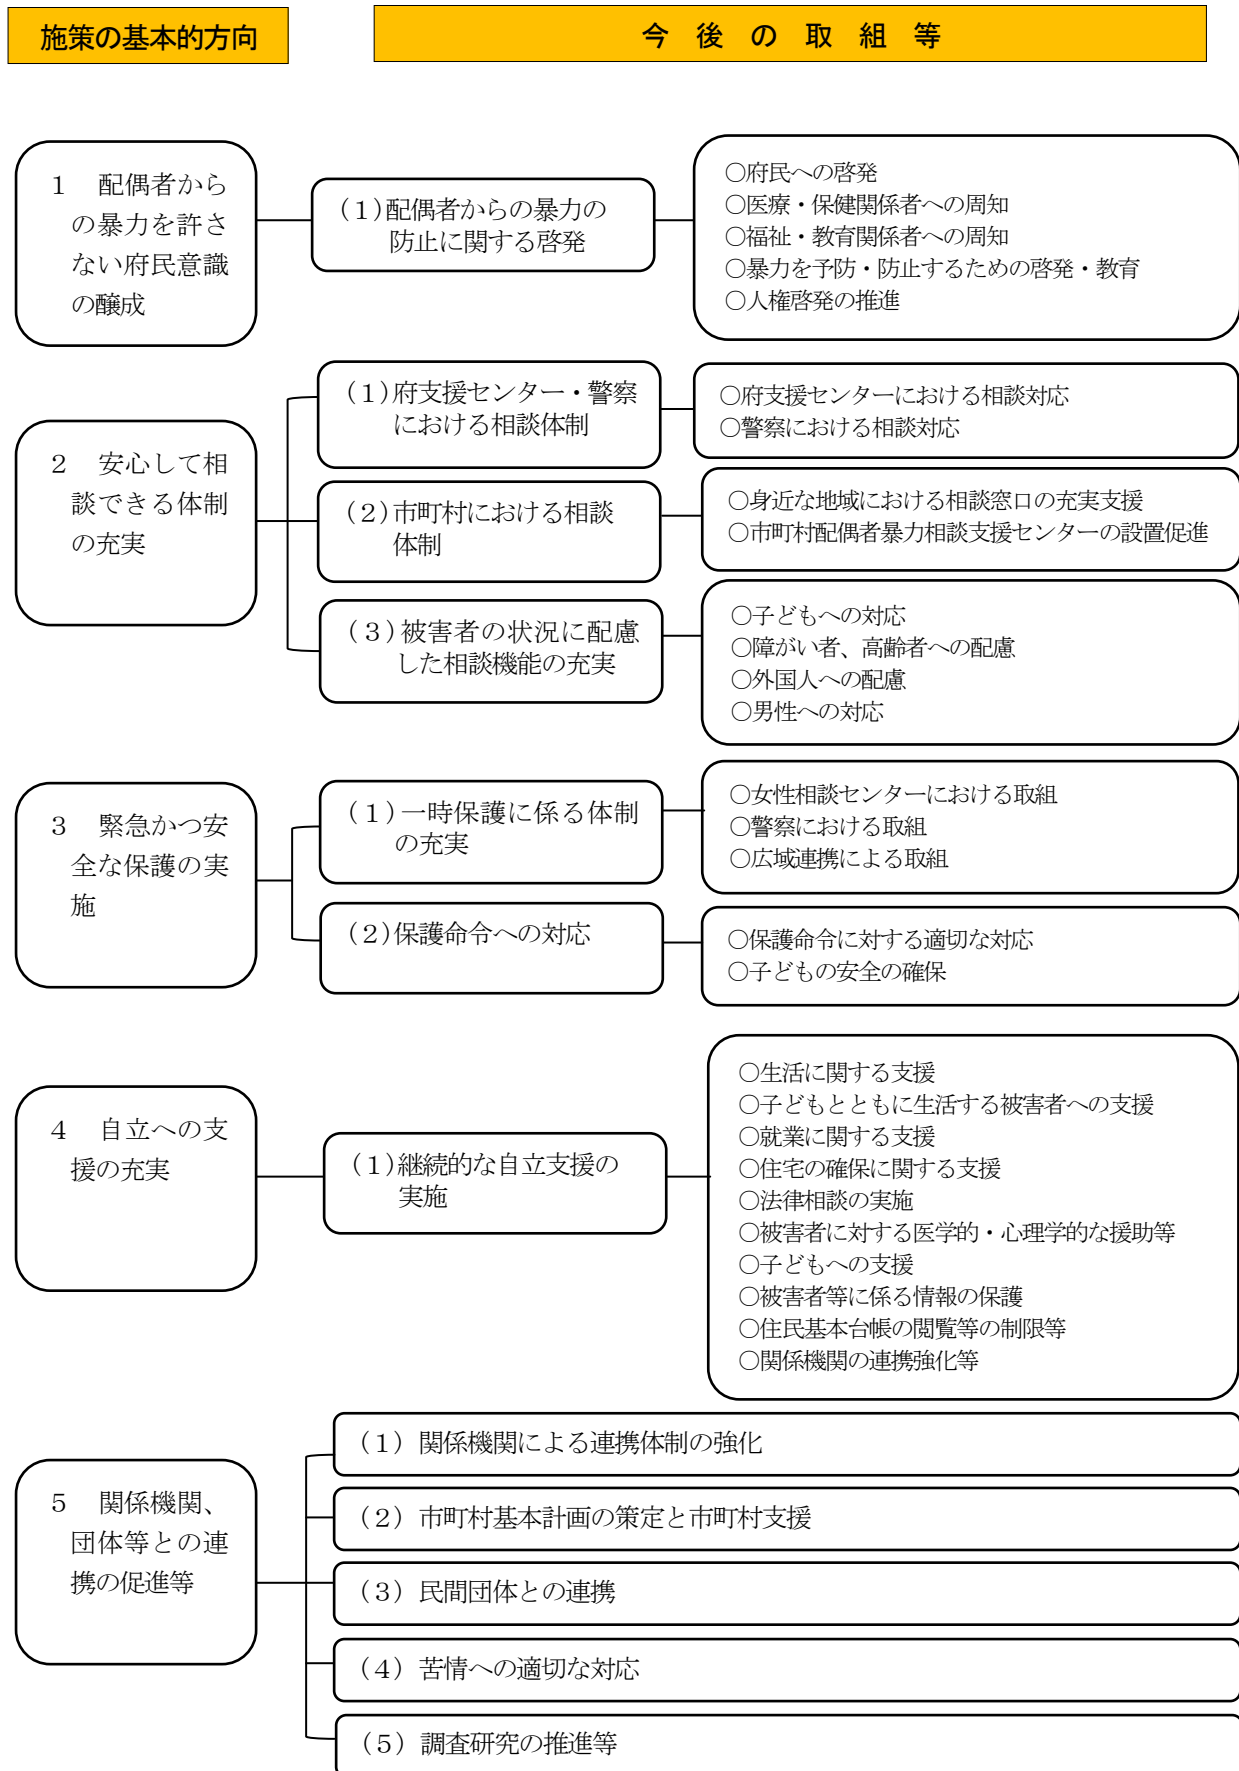 施策の基本的方向
今後の取組等
1　配偶者から
の暴力を許さ
ない府民意識
の醸成
(1)配偶者からの暴力の
防止に関する啓発
○府民への啓発
○医療・保健関係者への周知
○福祉・教育関係者への周知
○暴力を予防・防止するための啓発・教育
○人権啓発の推進
2　安心して相
談できる体制
の充実
(1)府支援センター・警察
における相談体制
○府支援センターにおける相談対応
○警察における相談対応
(2)市町村における相談
体制
○身近な地域における相談窓口の充実支援
○市町村配偶者暴力相談支援センターの設置促進
(3)被害者の状況に配慮
した相談機能の充実
○子どもへの対応
○障がい者、高齢者への配慮
○外国人への配慮
○男性への対応
3　緊急かつ安
全な保護の実
施
(1)一時保護に係る体制
の充実
○女性相談センターにおける取組
○警察における取組
○広域連携による取組
(2)保護命令への対応
○保護命令に対する適切な対応
○子どもの安全の確保
4　自立への支
援の充実
(1)継続的な自立支援の
実施
○生活に関する支援
○子どもとともに生活する被害者への支援
○就業に関する支援
○住宅の確保に関する支援
○法律相談の実施
○被害者に対する医学的・心理学的な援助等
○子どもへの支援
○被害者等に係る情報の保護
○住民基本台帳の閲覧等の制限等
○関係機関の連携強化等
5　関係機関、
団体等との連
携の促進等
(1)関係機関による連携体制の強化
(2)市町村基本計画の策定と市町村支援
(3)民間団体との連携
(4)苦情への適切な対応
(5)調査研究の推進等